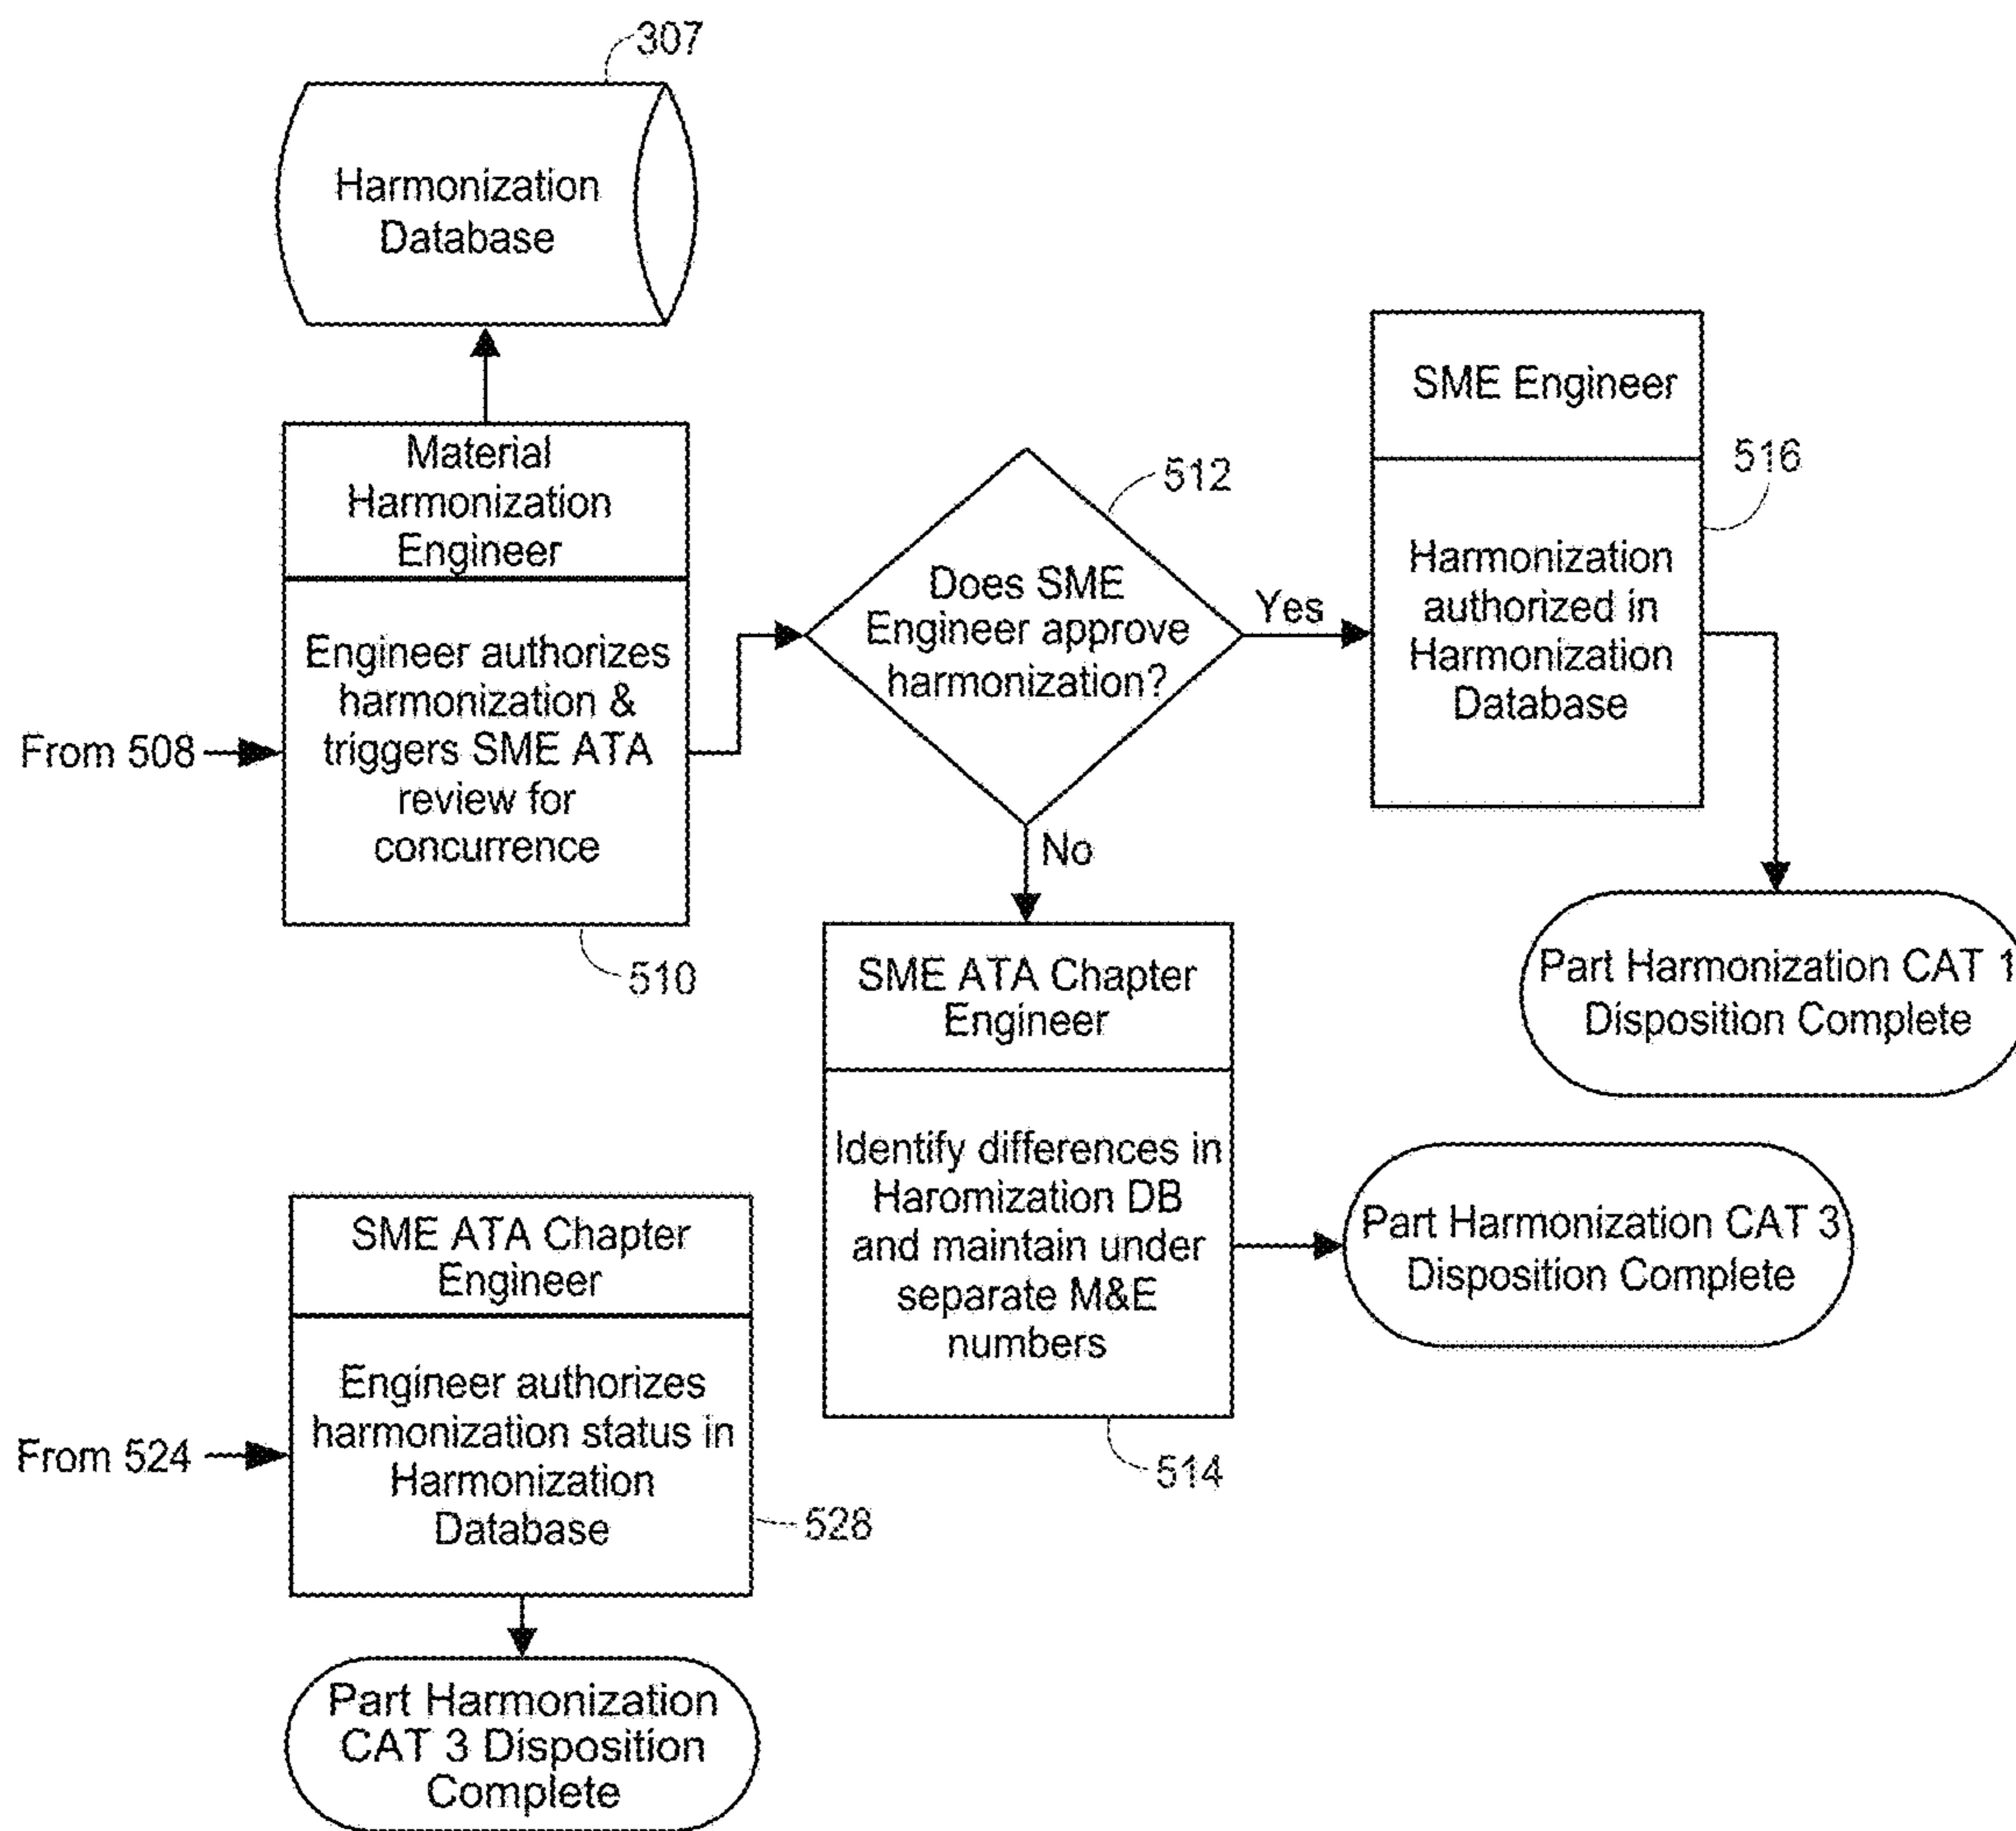 307
Harmonization
Database
Material
Harmonization
Engineer
Engineer authorizes
harmonization &
triggers SME ATA
review for
concurrence
From 508
510
512
Does SME
Engineer approve
harmonization?
Yes
No
SME Engineer
516
Harmonization
authorized in
Harmonization
Database
Part Harmonization CAT 1
Disposition Complete
SME ATA Chapter
Engineer
Identify differences in
Haromization DB
and maintain under
separate M&E
numbers
514
Part Harmonization CAT 3
Disposition Complete
SME ATA Chapter
Engineer
Engineer authorizes
harmonization status in
Harmonization
Database
From 524
528
Part Harmonization
CAT 3 Disposition
Complete